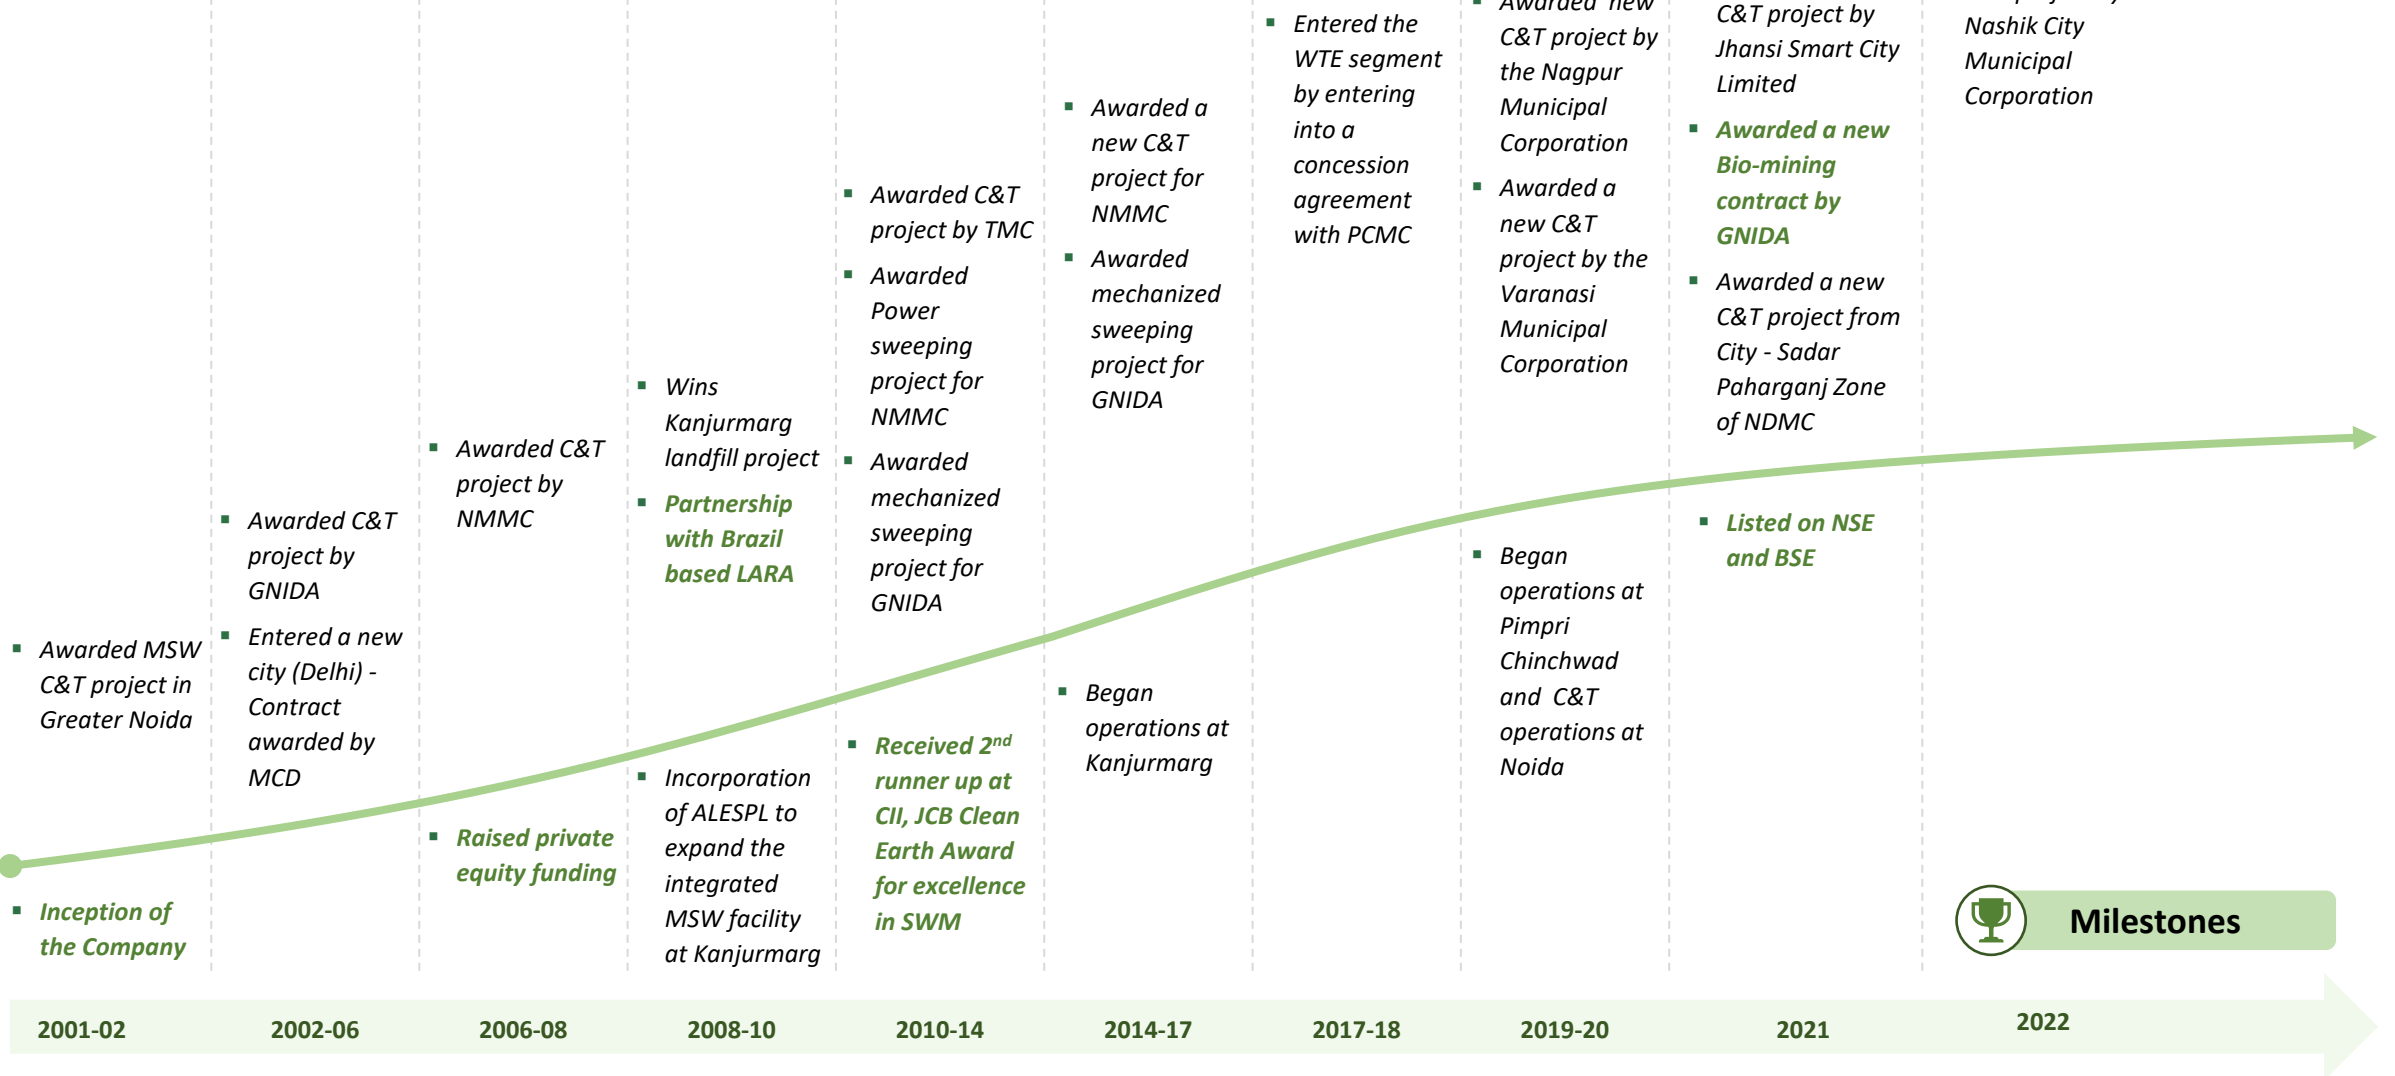 Awarded MSW
C&T project in
Greater Noida
Inception of
the Company
Awarded C&T
project by
GNIDA
Entered a new
city (Delhi) -
Contract
awarded by
MCD
Awarded C&T
project by
NMMC
Raised private
equity funding
Wins
Kanjurmarg
landfill project
Partnership
with Brazil
based LARA
Incorporation
of ALESPL to
expand the
integrated
MSW facility
at Kanjurmarg
Awarded C&T
project by TMC
Awarded
Power
sweeping
project for
NMMC
Awarded
mechanized
sweeping
project for
GNIDA
Received 2nd
runner up at
CII, JCB Clean
Earth Award
for excellence
in SWM
Awarded a
new C&T
project for
NMMC
Awarded
mechanized
sweeping
project for
GNIDA
Began
operations at
Kanjurmarg
Entered the
WTE segment
by entering
into a
concession
agreement
with PCMC
Awarded new
C&T project by
the Nagpur
Municipal
Corporation
Awarded a
new C&T
project by the
Varanasi
Municipal
Corporation
Began
operations at
Pimpri
Chinchwad
and C&T
operations at
Noida
C&T project by
Jhansi Smart City
Limited
Awarded a new
Bio-mining
contract by
GNIDA
Awarded a new
C&T project from
City - Sadar
Paharganj Zone
of NDMC
Listed on NSE
and BSE
Nashik City
Municipal
Corporation
Milestones
2001-02 2002-06 2006-08 2008-10 2010-14 2014-17 2017-18 2019-20 2021 2022